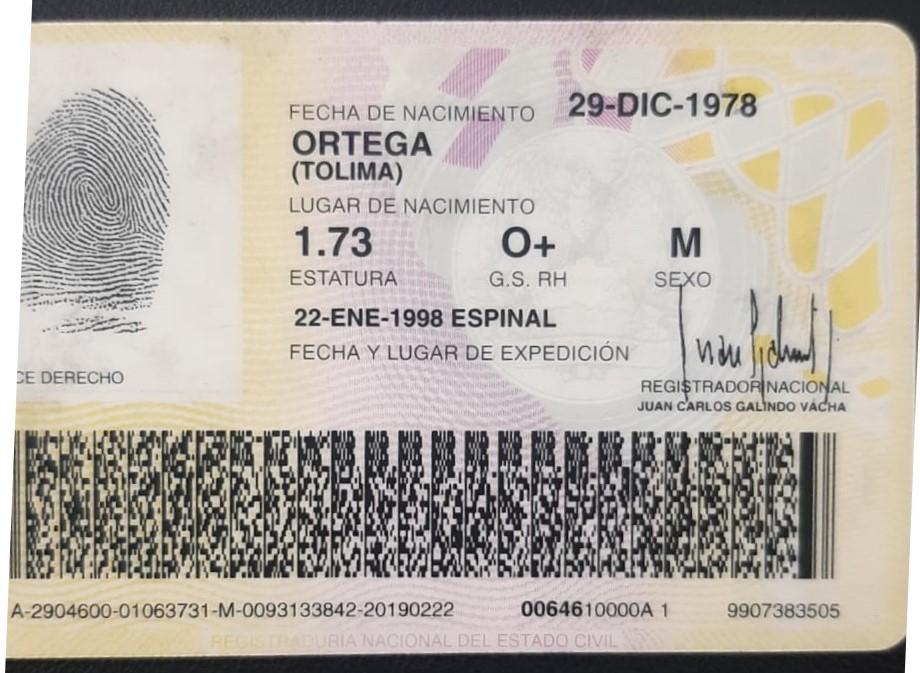 FECHA DE NACIMIENTO 29-DIC-1978
ORTEGA
(TOLIMA)
LUGAR DE NACIMIENTO
1.73 O+ M
ESTATURA G.S. RH SEXO
22-ENE-1998 ESPINAL
FECHA Y LUGAR DE EXPEDICIÓN
DERECHO
REGISTRADOR NACIONAL
JUAN CARLOS GALINDO VÁCHA
A-2904600-01063731-M-0093133842-20190222 0064610000A 1 9907383505
REGISTRADURIA NACIONAL DEL ESTADO CIVIL